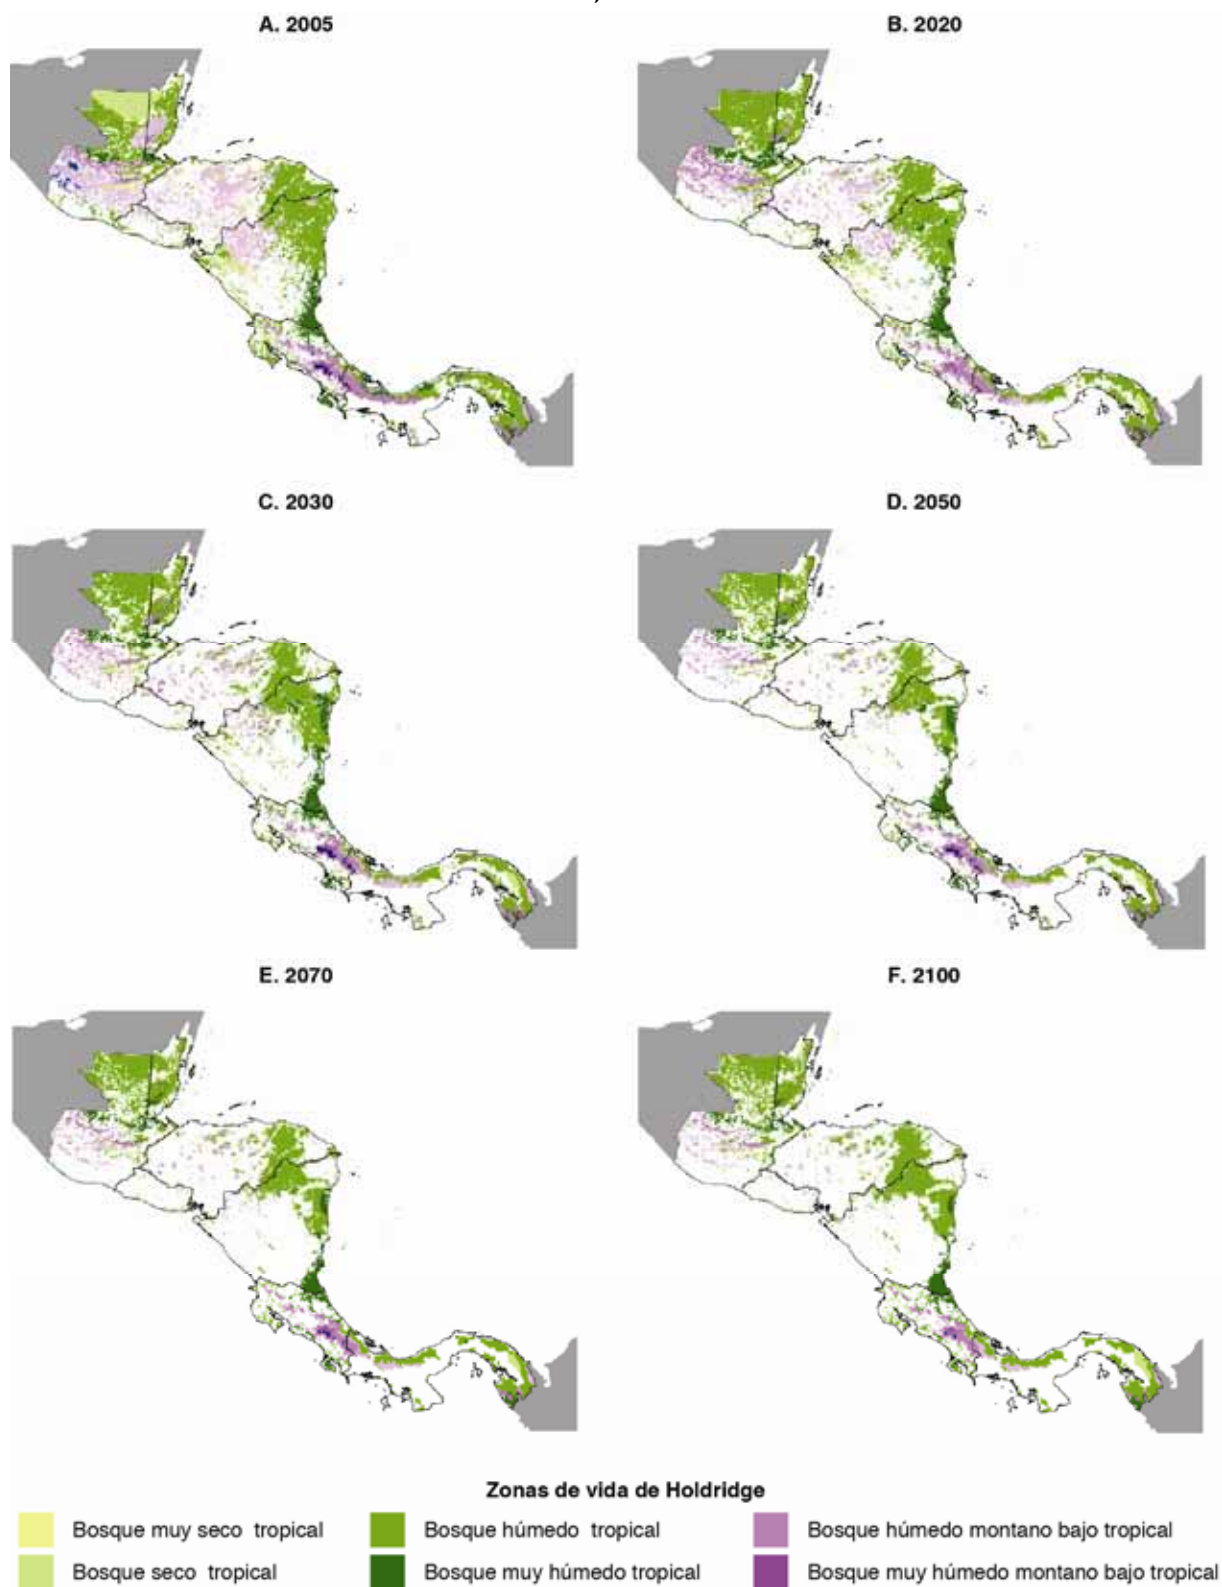 A. 2005
B. 2020
C. 2030
D. 2050
E. 2070
F. 2100
Zonas de vida de Holdridge
Bosque muy seco tropical
Bosque húmedo tropical
Bosque húmedo montano bajo tropical
Bosque seco tropical
Bosque muy húmedo tropical
Bosque muy húmedo montano bajo tropical